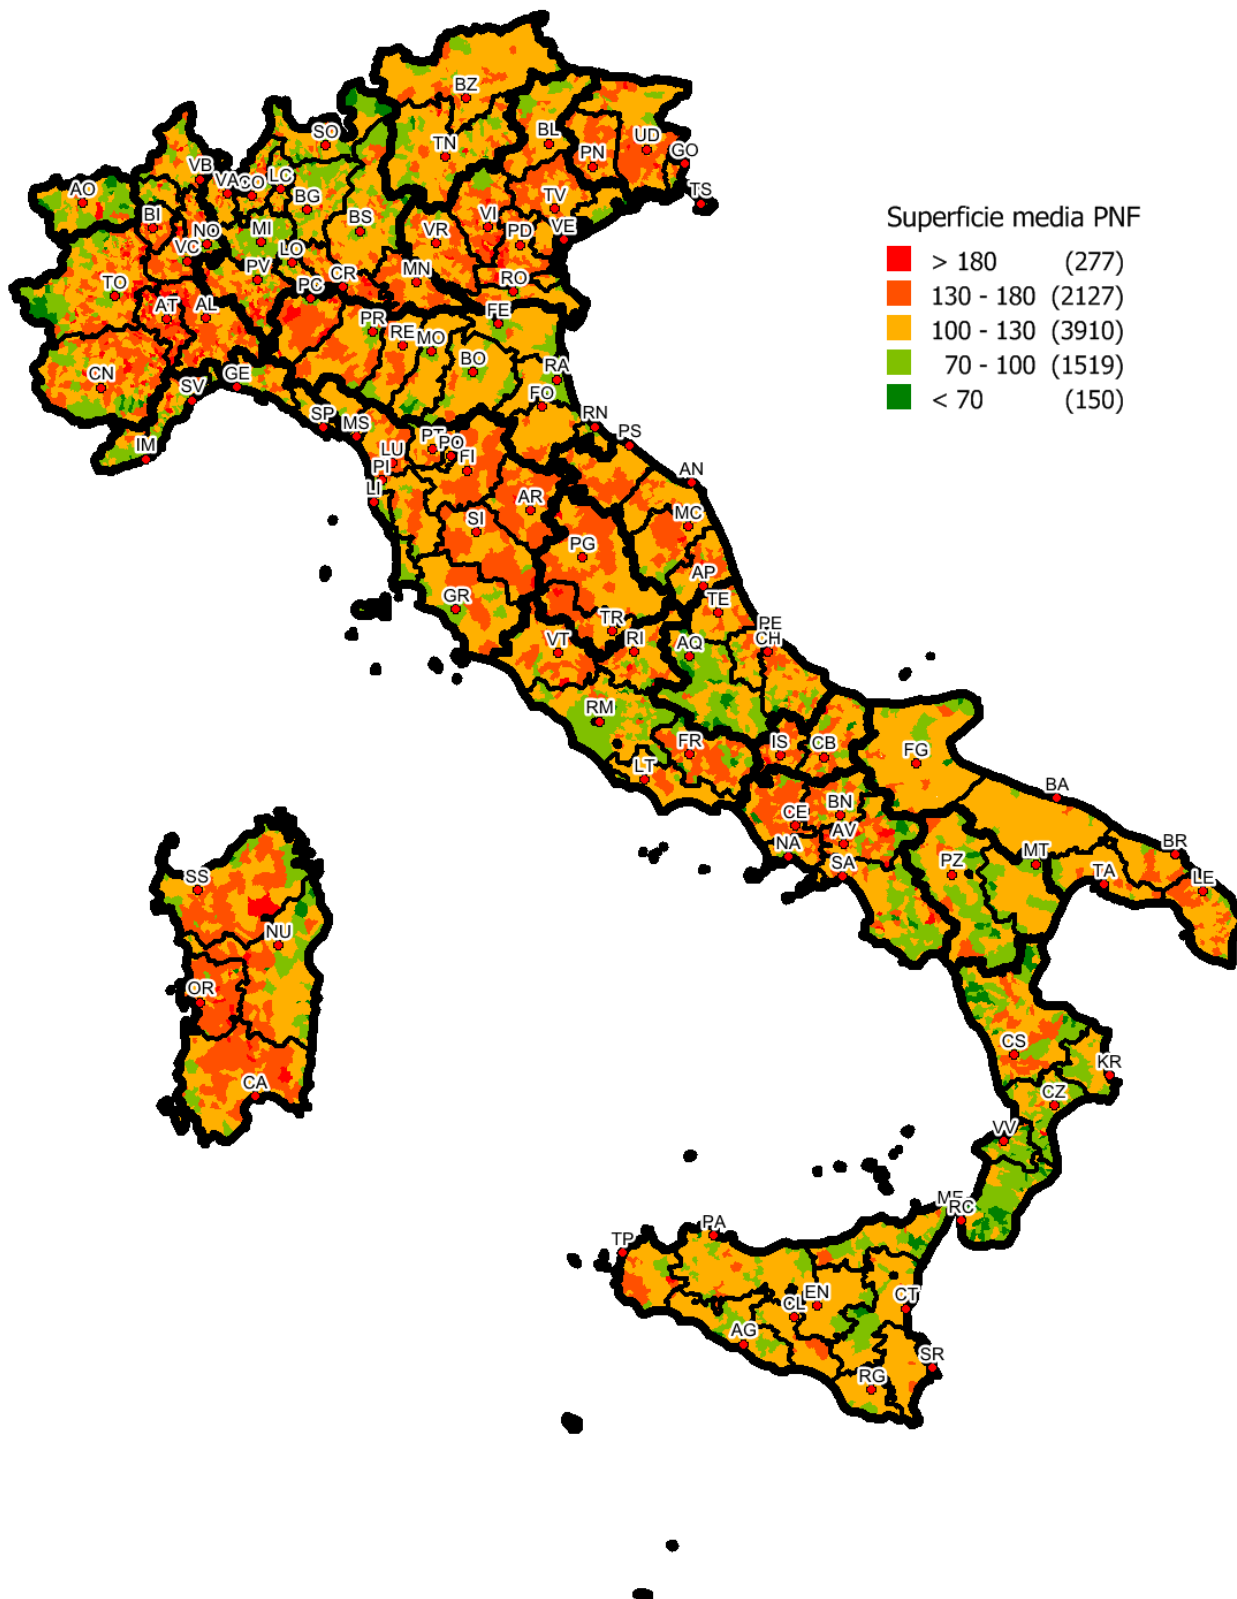 BZ
SO
TN
BL
UD
PN
GO
VB
VA
CO
LC
AO
BG
TV
TS
BI
NO
MI
BS
VI
VR
PD
VE
VC
LO
Superficie media PNF
> 180 (277)
130 - 180 (2127)
100 - 130 (3910)
70 - 100 (1519)
< 70 (150)
TO
PV
CR
MN
RO
PC
AT
AL
FE
PR
RE
MO
BO
RA
CN
SV
GE
FO
SP
MS
RN
PS
IM
LU
PT
PO
FI
PI
LI
AN
AR
SI
MC
PG
AP
GR
TE
TR
PE
VT
RI
AQ
CH
RM
FR
IS
CB
FG
LT
BA
CE
BN
NA
AV
SA
BR
SS
PZ
MT
TA
LE
NU
OR
CS
CA
KR
CZ
VV
ME
RC
TP
PA
CL
EN
CT
AG
SR
RG